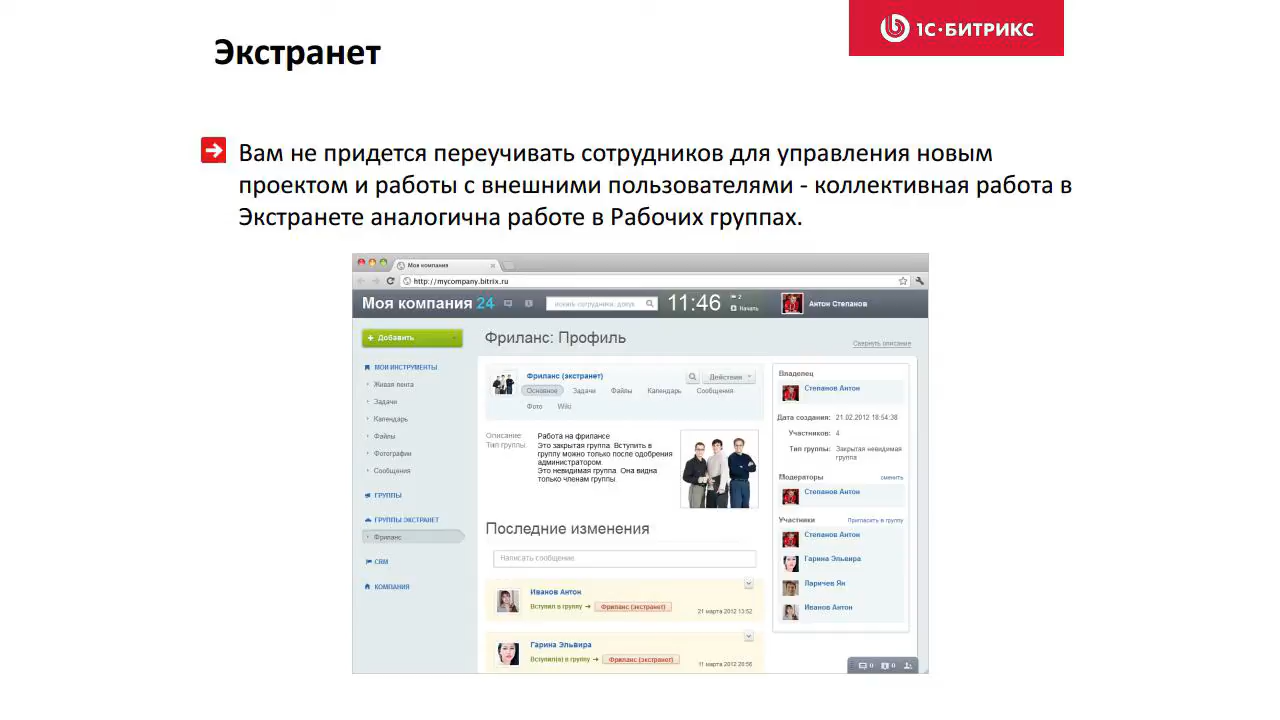 Экстранет
1С·БИТРИКС
Вам не придется переучивать сотрудников для управления новым
проектом и работы с внешними пользователями - коллективная работа в
Экстранете аналогична работе в Рабочих группах.
Моя компания
http://mycompany.bitrix.ru
Моя компания 24
искать сотрудника, докум
11:46
2
Начать
Антон Степанов
Добавить
Фриланс: Профиль
Свернуть описание
МОИ ИНСТРУМЕНТЫ
Живая лента
Задачи
Календарь
Файлы
Фотографии
Сообщения
ГРУППЫ
ГРУППЫ ЭКСТРАНЕТ
Фриланс
CRM
КОМПАНИЯ
Фриланс (экстранет)
Действия
Основное Задачи Файлы Календарь Сообщения
Фото Wiki
Описание: Работа на фрилансе
Тип группы: Это закрытая группа. Вступить в
группу можно только после одобрения
администратором.
Это невидимая группа. Она видна
только членам группы.
Последние изменения
Написать сообщение
Иванов Антон
Вступил в группу Фриланс (экстранет)
21 марта 2012 13:52
Гарина Эльвира
Вступил(а) в группу Фриланс (экстранет)
11 марта 2012 20:56
Владелец
Степанов Антон
Дата создания: 21.02.2012 18:54:38
Участников: 4
Тип группы: Закрытая невидимая
группа
Модераторы сменить
Степанов Антон
Участники Пригласить в группу
Степанов Антон
Гарина Эльвира
Ларичев Ян
Иванов Антон
0 0